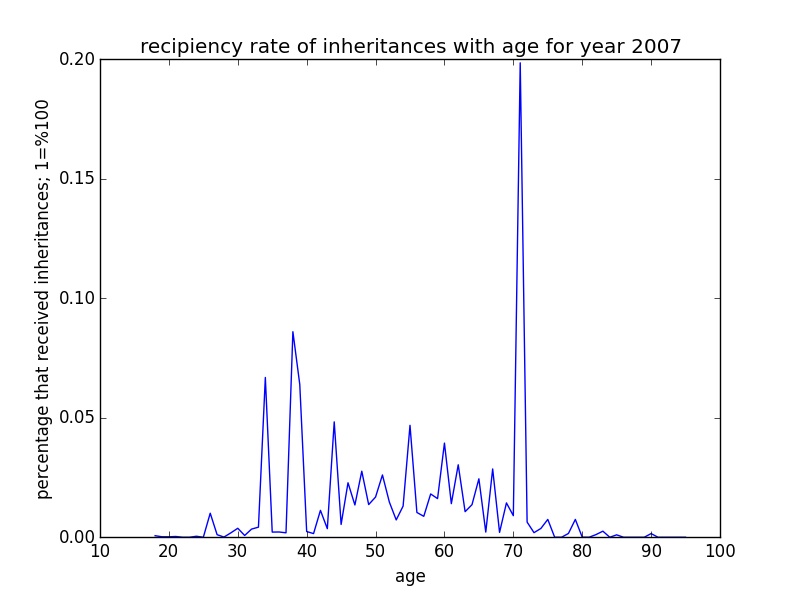 recipiency rate of inheritances with age for year 2007
percentage that received inheritances; 1=%100
0.20
0.15
0.10
0.05
0.00
10 20 30 40 50 60 70 80 90 100
age